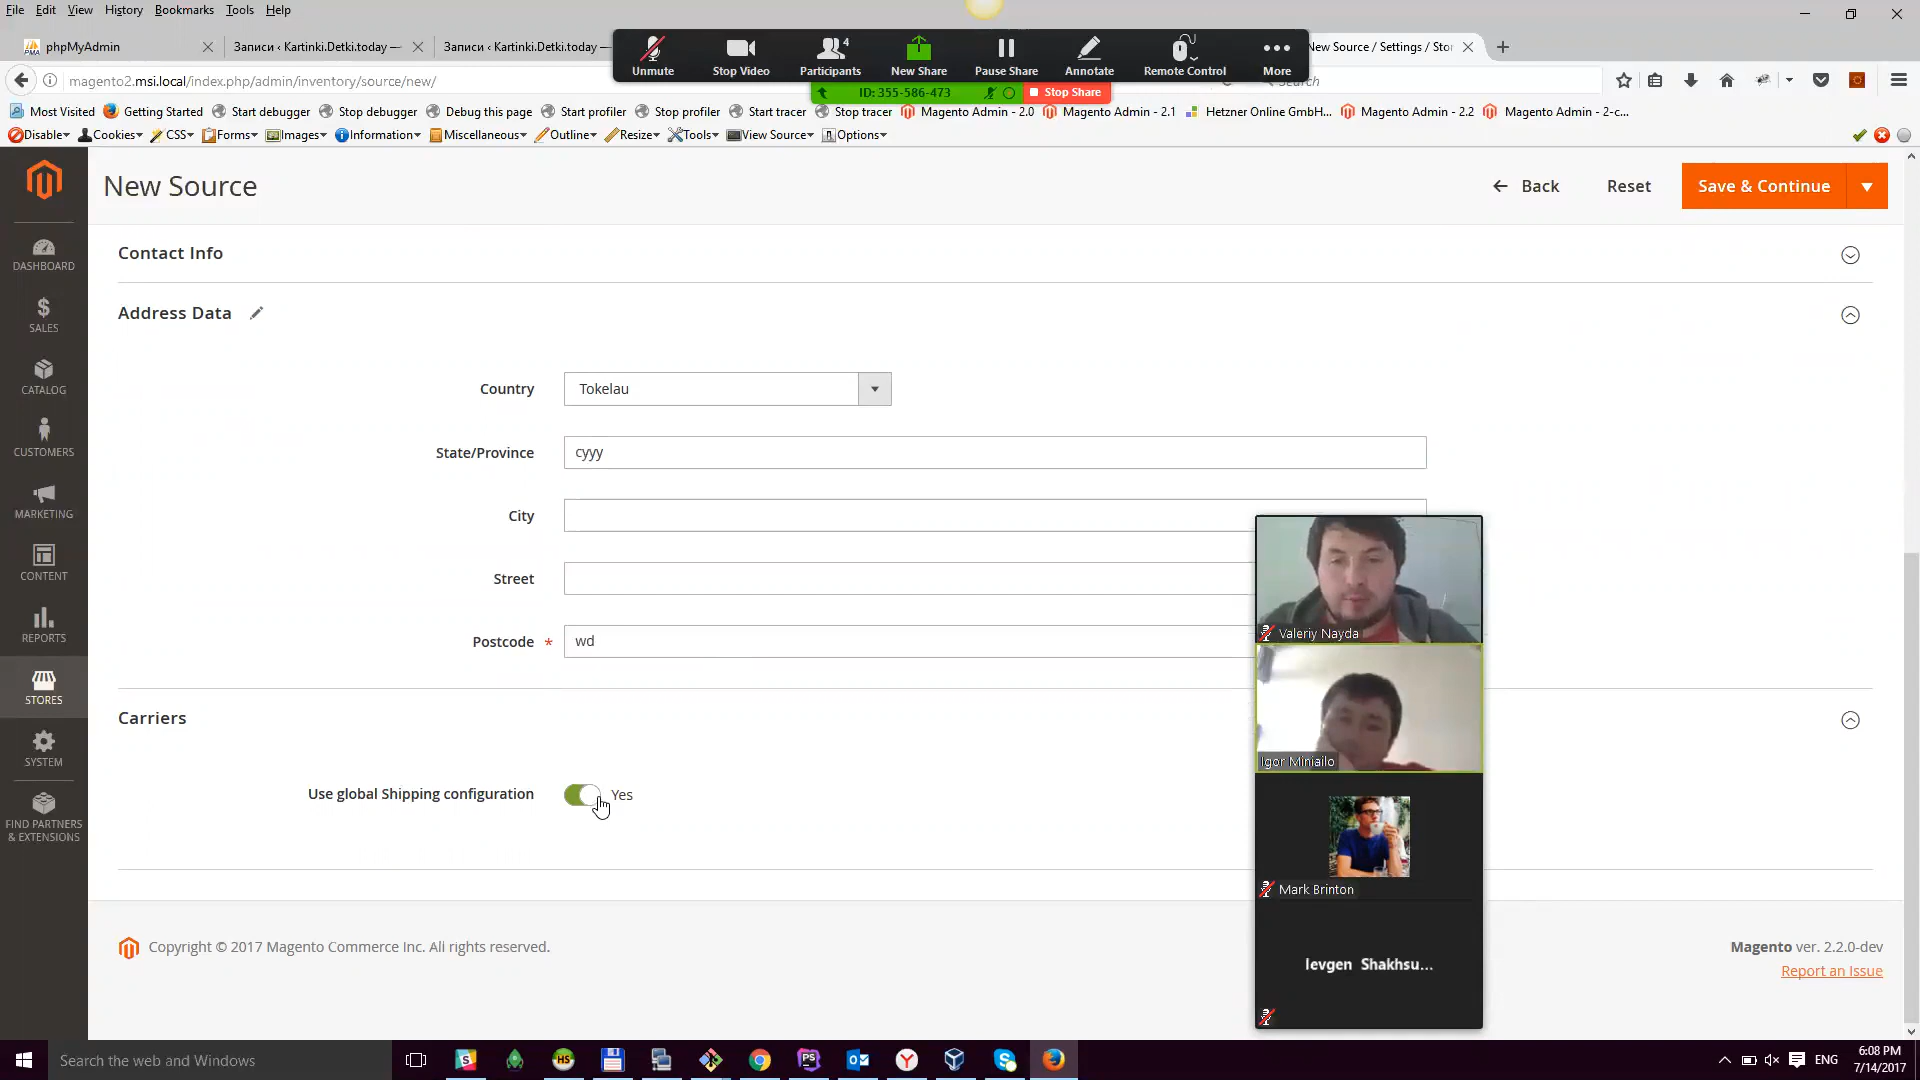 File Edit View History Bookmarks Tools Help
phpMyAdmin
Записи ‹ Kartinki.Detki.today —
Записи ‹ Kartinki.Detki.today —
New Source / Settings / Stor
Unmute
Stop Video
Participants 4
New Share
Pause Share
Annotate
Remote Control
More
ID: 355-586-473
Stop Share
magento2.msi.local/index.php/admin/inventory/source/new/
Search
Most Visited Getting Started Start debugger Stop debugger Debug this page Start profiler Stop profiler Start tracer Stop tracer Magento Admin - 2.0 Magento Admin - 2.1 Hetzner Online GmbH... Magento Admin - 2.2 Magento Admin - 2-c...
Disable Cookies CSS Forms Images Information Miscellaneous Outline Resize Tools View Source Options
New Source
Back
Reset
Save & Continue
DASHBOARD
SALES
CATALOG
CUSTOMERS
MARKETING
CONTENT
REPORTS
STORES
SYSTEM
FIND PARTNERS
& EXTENSIONS
Contact Info
Address Data
Country Tokelau
State/Province cyyy
City
Street
Postcode * wd
Carriers
Use global Shipping configuration Yes
Valeriy Nayda
Igor Miniailo
Mark Brinton
Ievgen Shakhsu...
Copyright © 2017 Magento Commerce Inc. All rights reserved.
Magento ver. 2.2.0-dev
Report an Issue
Search the web and Windows
ENG
6:08 PM
7/14/2017